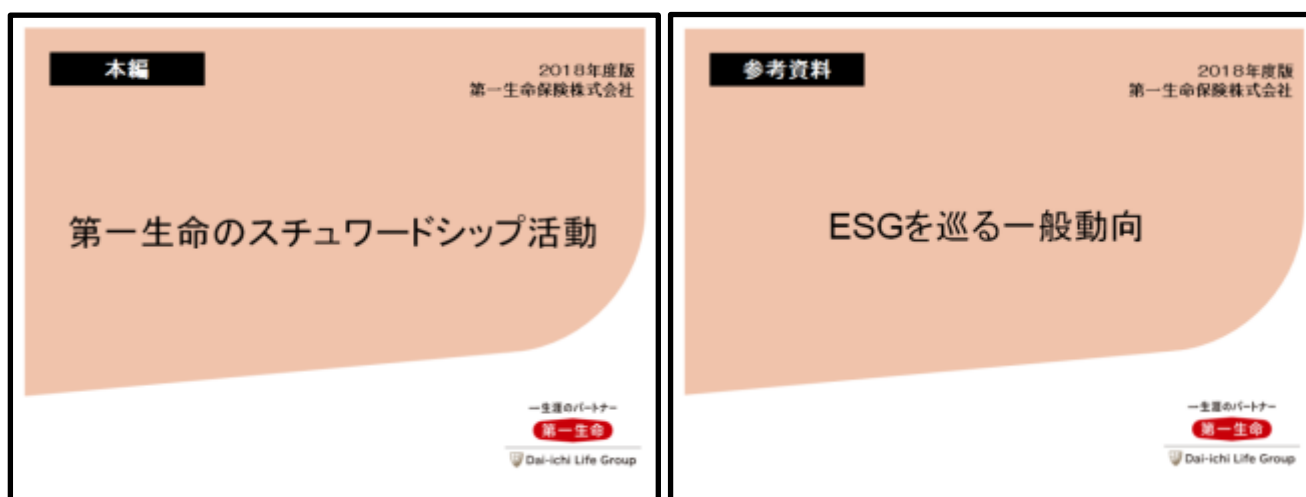 本編
2018年度版
第一生命保険株式会社
第一生命のスチュワードシップ活動
一生涯のパートナー
第一生命
Dai-ichi Life Group
参考資料
2018年度版
第一生命保険株式会社
ESGを巡る一般動向
一生涯のパートナー
第一生命
Dai-ichi Life Group